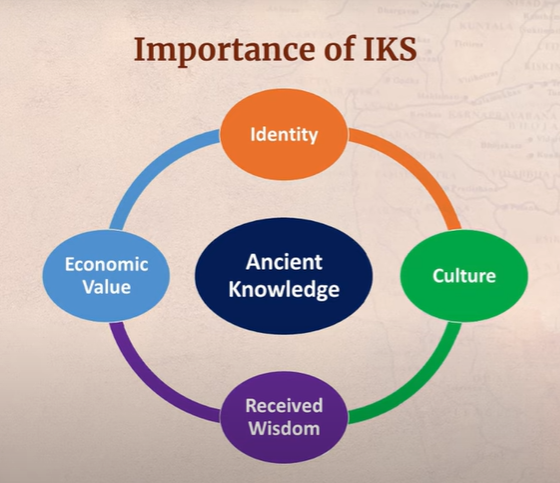 Importance of IKS
Identity
Economic
Value
Ancient
Knowledge
Culture
Received
Wisdom